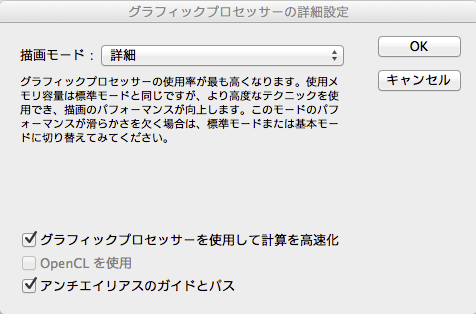 グラフィックプロセッサーの詳細設定
描画モード： 詳細
OK
キャンセル
グラフィックプロセッサーの使用率が最も高くなります。使用メ
モリ容量は標準モードと同じですが、より高度なテクニックを使
用でき、描画のパフォーマンスが向上します。このモードのパフ
ォーマンスが滑らかさを欠く場合は、標準モードまたは基本モー
ドに切り替えてみてください。
グラフィックプロセッサーを使用して計算を高速化
OpenCL を使用
アンチエイリアスのガイドとパス